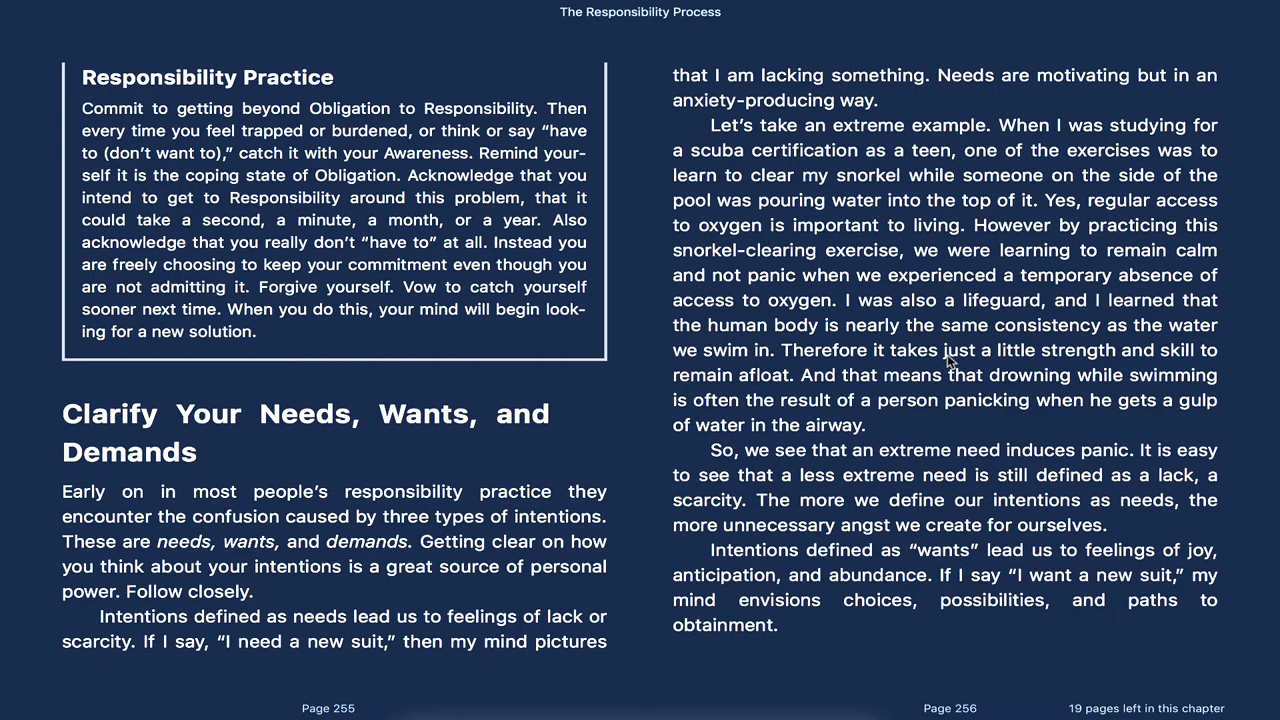 The Responsibility Process
Responsibility Practice
Commit to getting beyond Obligation to Responsibility. Then
every time you feel trapped or burdened, or think or say “have
to (don’t want to),” catch it with your Awareness. Remind your-
self it is the coping state of Obligation. Acknowledge that you
intend to get to Responsibility around this problem, that it
could take a second, a minute, a month, or a year. Also
acknowledge that you really don’t “have to” at all. Instead you
are freely choosing to keep your commitment even though you
are not admitting it. Forgive yourself. Vow to catch yourself
sooner next time. When you do this, your mind will begin look-
ing for a new solution.
Clarify Your Needs, Wants, and
Demands
Early on in most people’s responsibility practice they
encounter the confusion caused by three types of intentions.
These are needs, wants, and demands. Getting clear on how
you think about your intentions is a great source of personal
power. Follow closely.
Intentions defined as needs lead us to feelings of lack or
scarcity. If I say, “I need a new suit,” then my mind pictures
that I am lacking something. Needs are motivating but in an
anxiety-producing way.
Let’s take an extreme example. When I was studying for
a scuba certification as a teen, one of the exercises was to
learn to clear my snorkel while someone on the side of the
pool was pouring water into the top of it. Yes, regular access
to oxygen is important to living. However by practicing this
snorkel-clearing exercise, we were learning to remain calm
and not panic when we experienced a temporary absence of
access to oxygen. I was also a lifeguard, and I learned that
the human body is nearly the same consistency as the water
we swim in. Therefore it takes just a little strength and skill to
remain afloat. And that means that drowning while swimming
is often the result of a person panicking when he gets a gulp
of water in the airway.
So, we see that an extreme need induces panic. It is easy
to see that a less extreme need is still defined as a lack, a
scarcity. The more we define our intentions as needs, the
more unnecessary angst we create for ourselves.
Intentions defined as “wants” lead us to feelings of joy,
anticipation, and abundance. If I say “I want a new suit,” my
mind envisions choices, possibilities, and paths to
obtainment.
Page 255
Page 256
19 pages left in this chapter